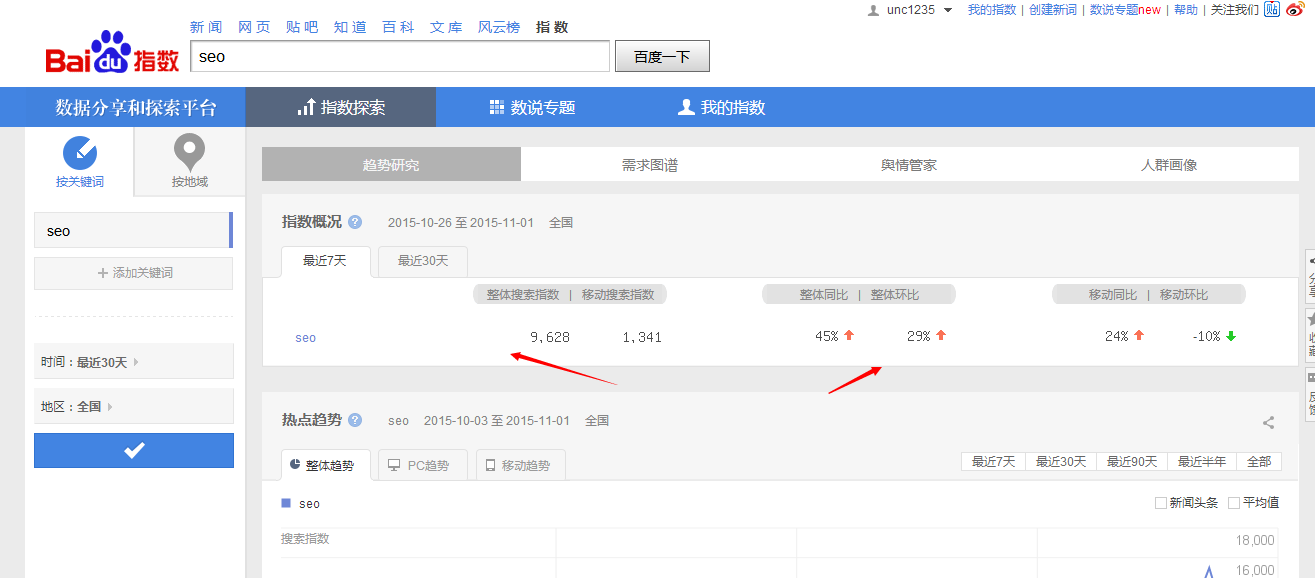 unc1235 我的指数 | 创建新词 | 数说专题new | 帮助 | 关注我们 贴
新闻 网页 贴吧 知道 百科 文库 风云榜 指数
Bai du 指数 seo 百度一下
数据分享和探索平台 指数探索 数说专题 我的指数
按关键词 按地域
趋势研究 需求图谱 舆情管家 人群画像
seo
添加关键词
时间：最近30天
地区：全国
指数概况 ? 2015-10-26 至 2015-11-01 全国
最近7天 最近30天
整体搜索指数 | 移动搜索指数 整体同比 | 整体环比 移动同比 | 移动环比
seo 9,628 1,341 45% 29% 24% -10%
热点趋势 ? seo 2015-10-03 至 2015-11-01 全国
整体趋势 PC趋势 移动趋势 最近7天 最近30天 最近90天 最近半年 全部
seo 新闻头条 平均值
搜索指数 18,000
16,000
分享
收藏
反馈